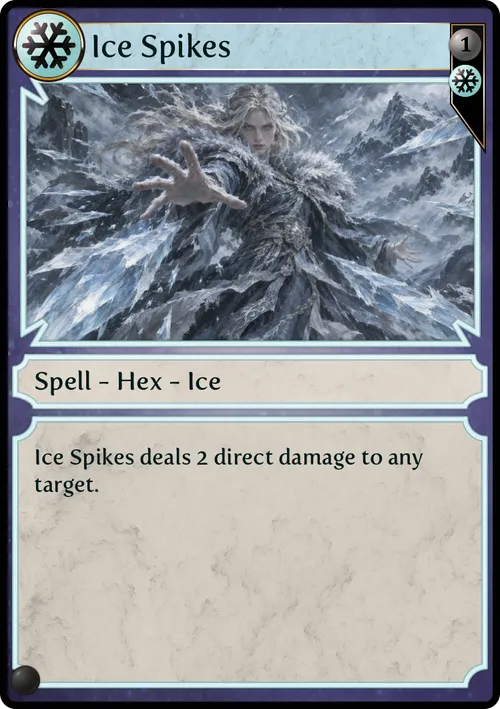 Ice Spikes
1
Spell - Hex - Ice
Ice Spikes deals 2 direct damage to any
target.